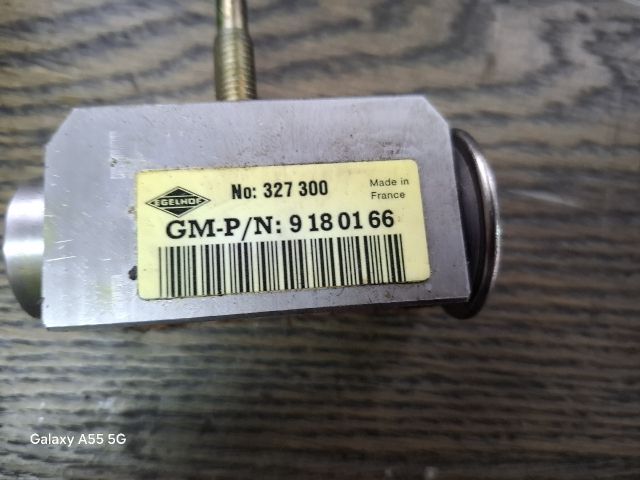 EGELHOF
No: 327 300
Made in
France
GM-P/N: 9 18 01 66
Galaxy A55 5G